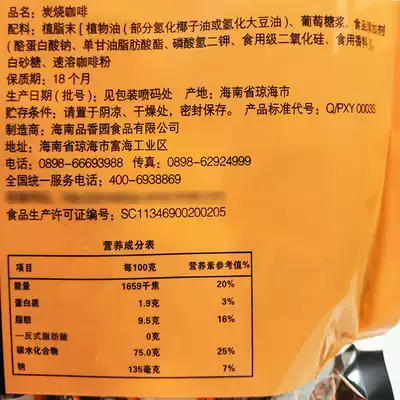 品名：炭烧咖啡
配料：植脂末［植物油（部分氢化椰子油或氢化大豆油）、葡萄糖浆、食品添加剂
（酪蛋白酸钠、单甘油脂肪酸酯、磷酸氢二钾、食用级二氧化硅、食用香料
白砂糖、速溶咖啡粉
保质期：18个月
生产日期（批号）：见包装喷码处 产地：海南省琼海市
贮存条件：请置于阴凉、干燥处，密封保存。 产品标准代号：Q/PXY 0003S
制造商：海南品香园食品有限公司
地址：海南省琼海市富海工业区
电话：0898-66693988 传真：0898-62924999
全国统一服务电话：400-6938869
食品生产许可证编号：SC11346900200205
营养成分表
项目 每100克 营养素参考值%
能量 1659千焦 20%
蛋白质 1.9克 3%
脂肪 9.5克 16%
—反式脂肪酸 0克
碳水化合物 75.0克 25%
钠 135毫克 7%